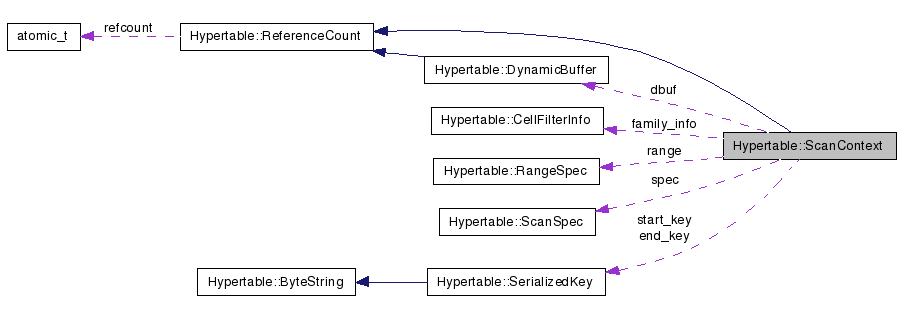 refcount
atomic_t
Hypertable::ReferenceCount
Hypertable::DynamicBuffer
dbuf
Hypertable::CellFilterInfo
family_info
Hypertable::ScanContext
range
Hypertable::RangeSpec
spec
Hypertable::ScanSpec
start_key
end_key
Hypertable::ByteString
Hypertable::SerializedKey